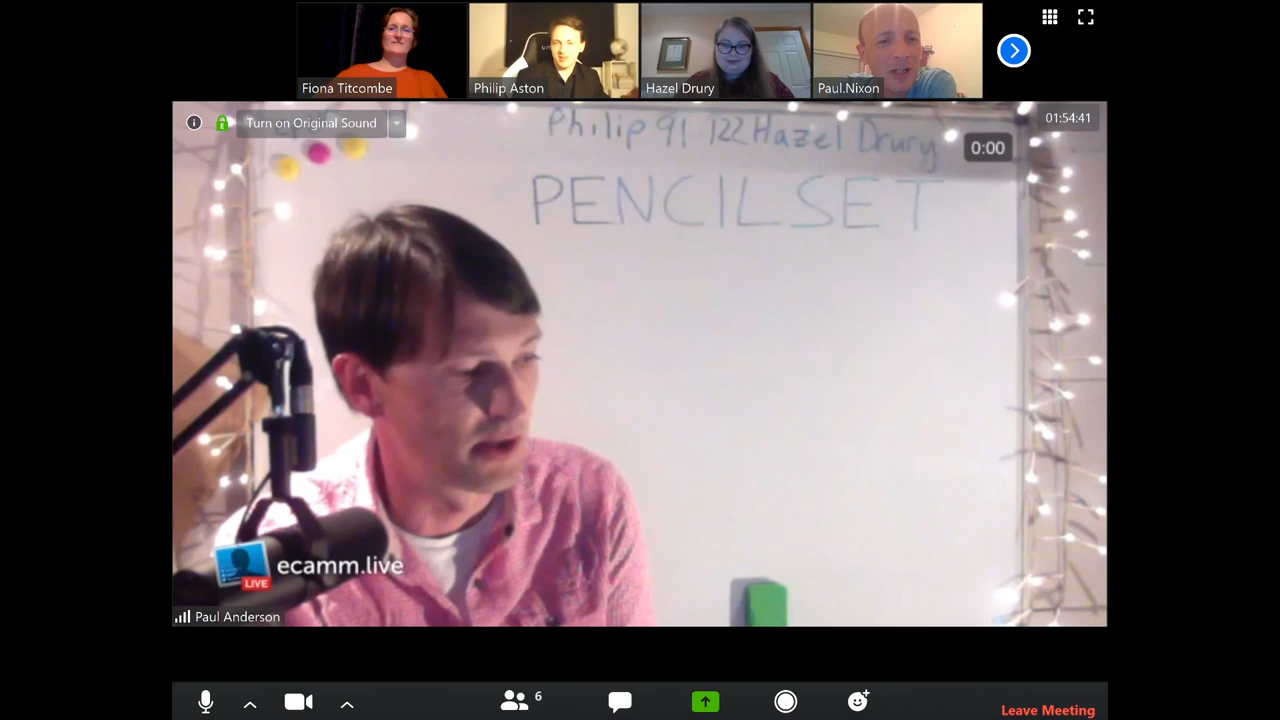 Fiona Titcombe
Philip Aston
Hazel Drury
Paul.Nixon
Turn on Original Sound
01:54:41
Philip 91 122 Hazel Drury
0:00
PENCILSET
ecamm.live
LIVE
Paul Anderson
6
Leave Meeting